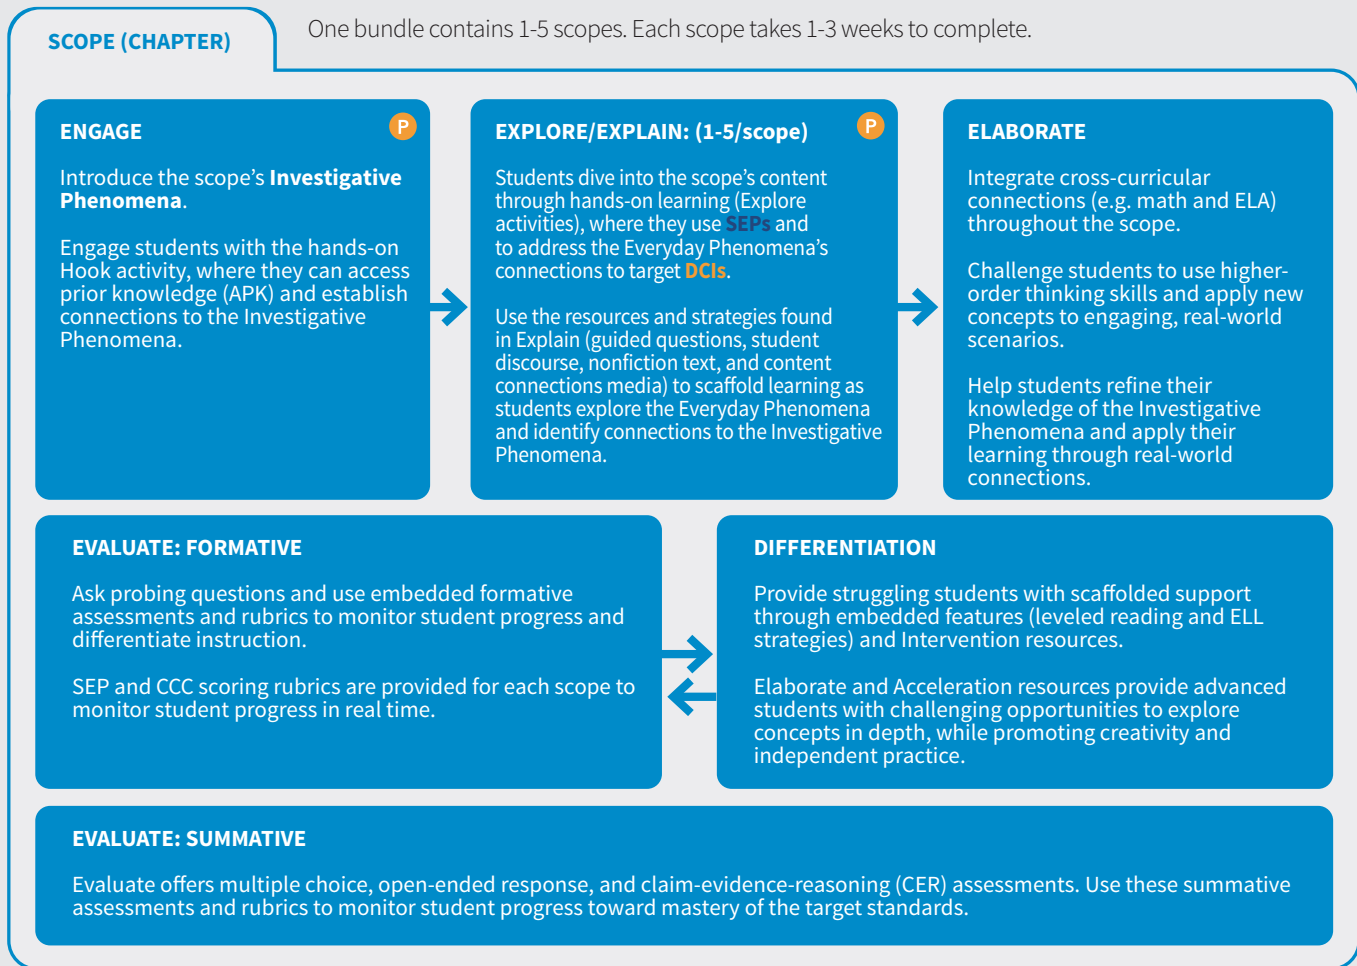 SCOPE (CHAPTER)
One bundle contains 1-5 scopes. Each scope takes 1-3 weeks to complete.
ENGAGE
P
Introduce the scope's Investigative
Phenomena.
Engage students with the hands-on
Hook activity, where they can access
prior knowledge (APK) and establish
connections to the Investigative
Phenomena.
EXPLORE/EXPLAIN: (1-5/scope)
P
Students dive into the scope's content
through hands-on learning (Explore
activities), where they use SEPs and
to address the Everyday Phenomena's
connections to target DCIs.
Use the resources and strategies found
in Explain (guided questions, student
discourse, nonfiction text, and content
connections media) to scaffold learning as
students explore the Everyday Phenomena
and identify connections to the Investigative
Phenomena.
ELABORATE
Integrate cross-curricular
connections (e.g. math and ELA)
throughout the scope.
Challenge students to use higher-
order thinking skills and apply new
concepts to engaging, real-world
scenarios.
Help students refine their
knowledge of the Investigative
Phenomena and apply their
learning through real-world
connections.
EVALUATE: FORMATIVE
Ask probing questions and use embedded formative
assessments and rubrics to monitor student progress and
differentiate instruction.
SEP and CCC scoring rubrics are provided for each scope to
monitor student progress in real time.
DIFFERENTIATION
Provide struggling students with scaffolded support
through embedded features (leveled reading and ELL
strategies) and Intervention resources.
Elaborate and Acceleration resources provide advanced
students with challenging opportunities to explore
concepts in depth, while promoting creativity and
independent practice.
EVALUATE: SUMMATIVE
Evaluate offers multiple choice, open-ended response, and claim-evidence-reasoning (CER) assessments. Use these summative
assessments and rubrics to monitor student progress toward mastery of the target standards.